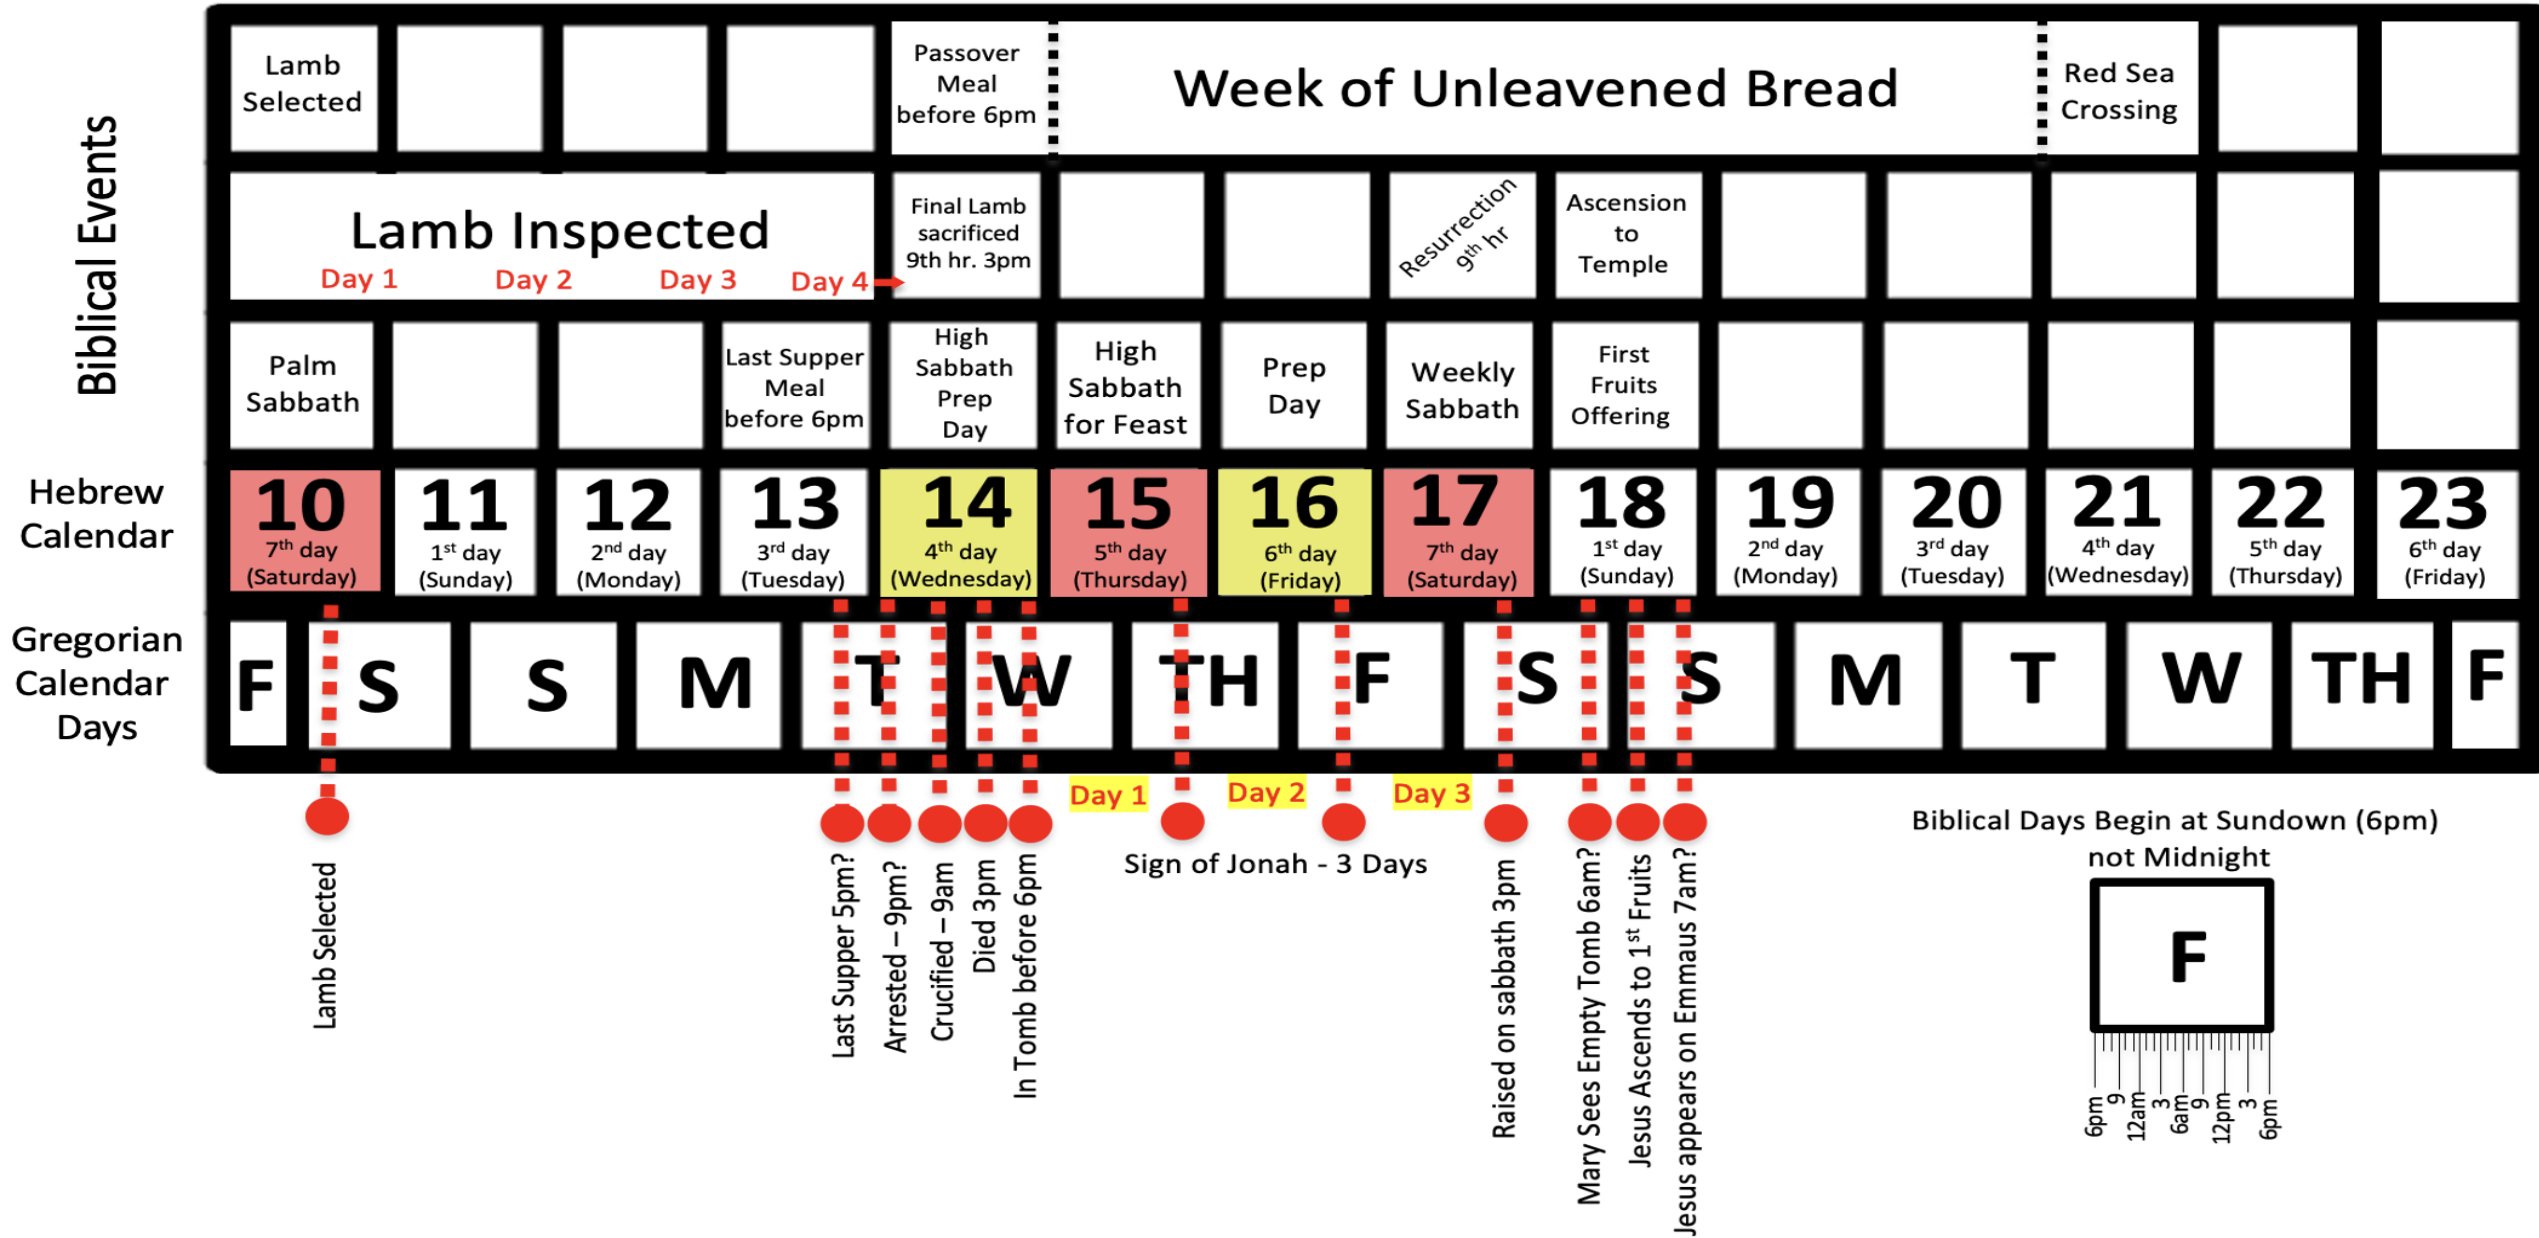 Biblical Events
Lamb
Selected
Passover
Meal
before 6pm
Week of Unleavened Bread
Red Sea
Crossing
Lamb Inspected
Day 1
Day 2
Day 3
Day 4
Final Lamb
sacrificed
9th hr. 3pm
Resurrection
9th hr
Ascension
to
Temple
Palm
Sabbath
Last Supper
Meal
before 6pm
High
Sabbath
Prep
Day
High
Sabbath
for Feast
Prep
Day
Weekly
Sabbath
First
Fruits
Offering
Hebrew
Calendar
10
7th day
(Saturday)
11
1st day
(Sunday)
12
2nd day
(Monday)
13
3rd day
(Tuesday)
14
4th day
(Wednesday)
15
5th day
(Thursday)
16
6th day
(Friday)
17
7th day
(Saturday)
18
1st day
(Sunday)
19
2nd day
(Monday)
20
3rd day
(Tuesday)
21
4th day
(Wednesday)
22
5th day
(Thursday)
23
6th day
(Friday)
Gregorian
Calendar
Days
F
S
S
M
T
W
TH
F
S
S
M
T
W
TH
F
Day 1
Day 2
Day 3
Sign of Jonah - 3 Days
Lamb Selected
Last Supper 5pm?
Arrested – 9pm?
Crucified – 9am
Died 3pm
In Tomb before 6pm
Raised on sabbath 3pm
Mary Sees Empty Tomb 6am?
Jesus Ascends to 1st Fruits
Jesus appears on Emmaus 7am?
Biblical Days Begin at Sundown (6pm)
not Midnight
F
6pm
9
12am
3
6am
9
12pm
3
6pm